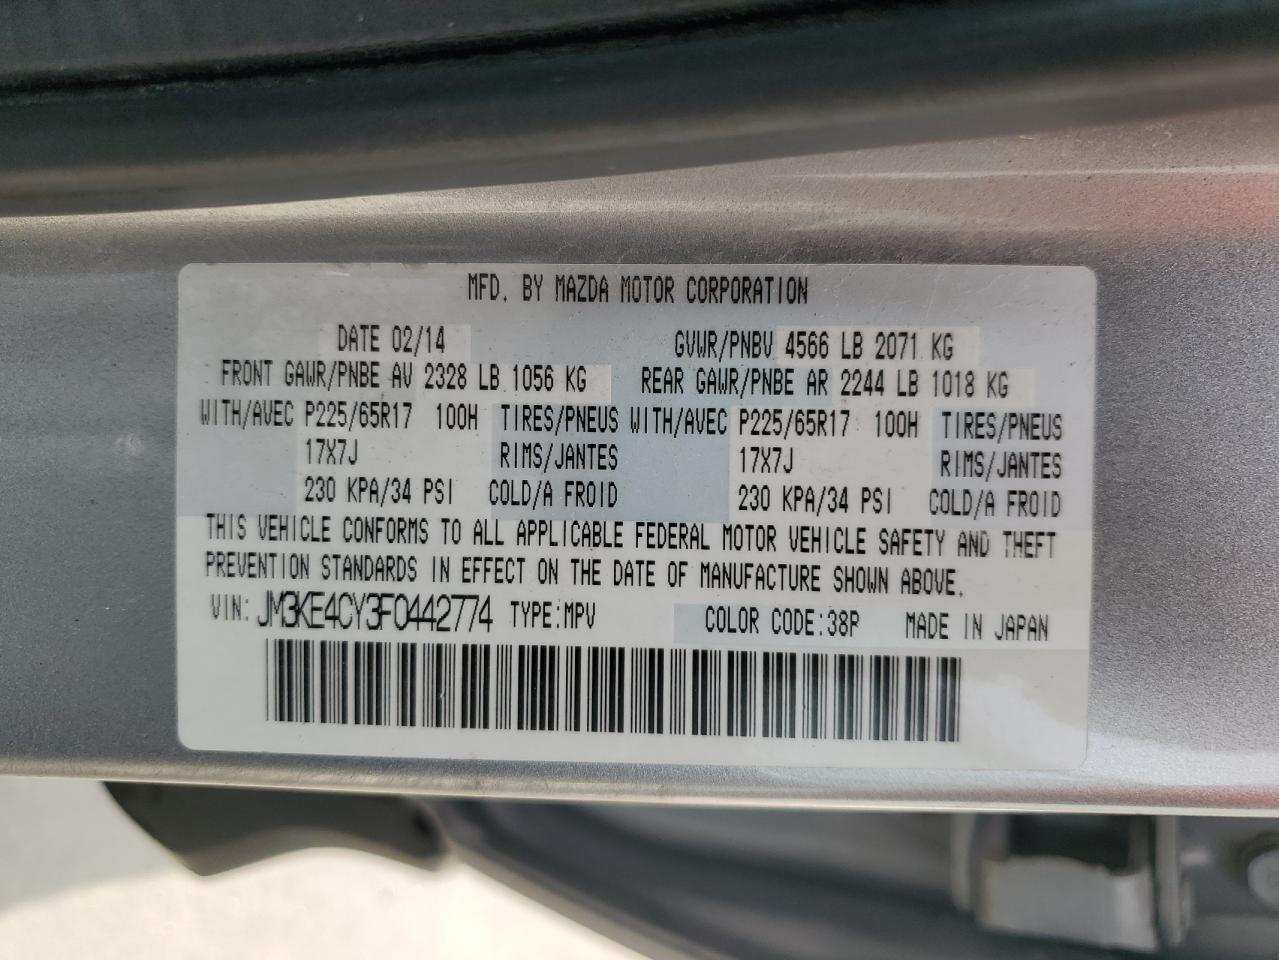 MFD. BY MAZDA MOTOR CORPORATION
DATE 02/14 GVWR/PNBV 4566 LB 2071 KG
FRONT GAWR/PNBE AV 2328 LB 1056 KG REAR GAWR/PNBE AR 2244 LB 1018 KG
WITH/AVEC P225/65R17 100H TIRES/PNEUS WITH/AVEC P225/65R17 100H TIRES/PNEUS
17X7J RIMS/JANTES 17X7J RIMS/JANTES
230 KPA/34 PSI COLD/A FROID 230 KPA/34 PSI COLD/A FROID
THIS VEHICLE CONFORMS TO ALL APPLICABLE FEDERAL MOTOR VEHICLE SAFETY AND THEFT
PREVENTION STANDARDS IN EFFECT ON THE DATE OF MANUFACTURE SHOWN ABOVE.
VIN: JM3KE4CY3F0442774 TYPE:MPV COLOR CODE:38P MADE IN JAPAN